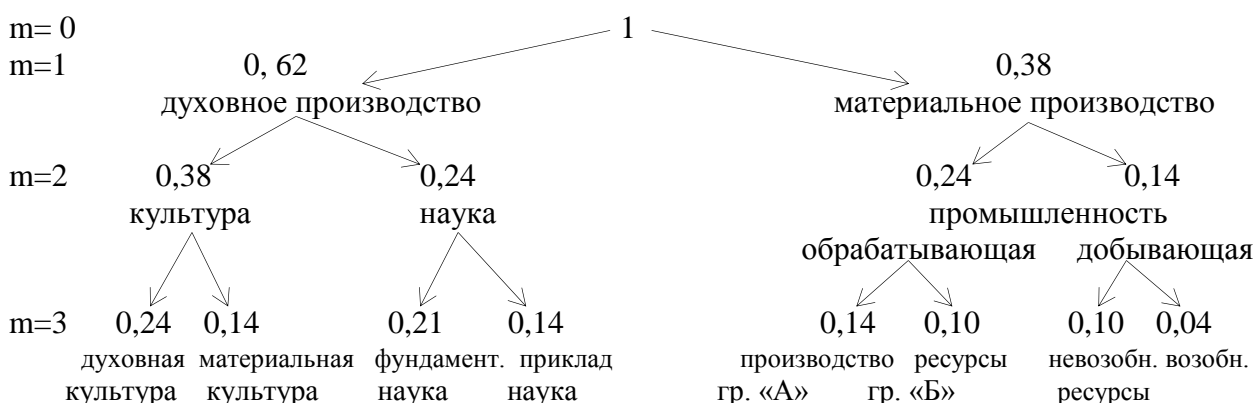 m= 0 1
m=1 0, 62 0,38
духовное производство материальное производство
m=2 0,38 0,24 0,24 0,14
культура наука промышленность
обрабатывающая добывающая
m=3 0,24 0,14 0,21 0,14 0,14 0,10 0,10 0,04
духовная материальная фундамент. приклад производство ресурсы невозобн. возобн.
культура культура наука наука гр. «А» гр. «Б» ресурсы